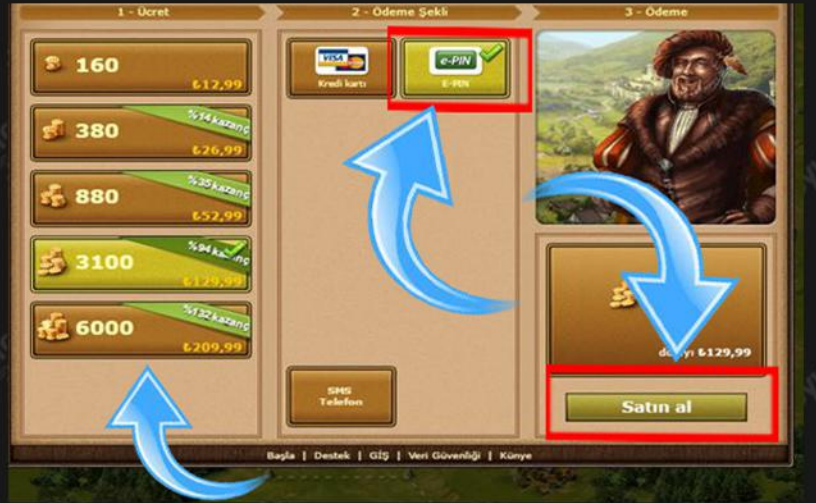 1 - Ücret
2 - Ödeme Şekli
3 - Ödeme
160
₺12,99
380
%14 kazanç
₺26,99
880
%35 kazanç
₺52,99
3100
%94 kazanç
₺129,99
6000
%132 kazanç
₺209,99
VISA
Kredi kartı
e-PIN
E-PIN
SMS
Telefon
₺129,99
Satın al
Başla | Destek | GİŞ | Veri Güvenliği | Künye